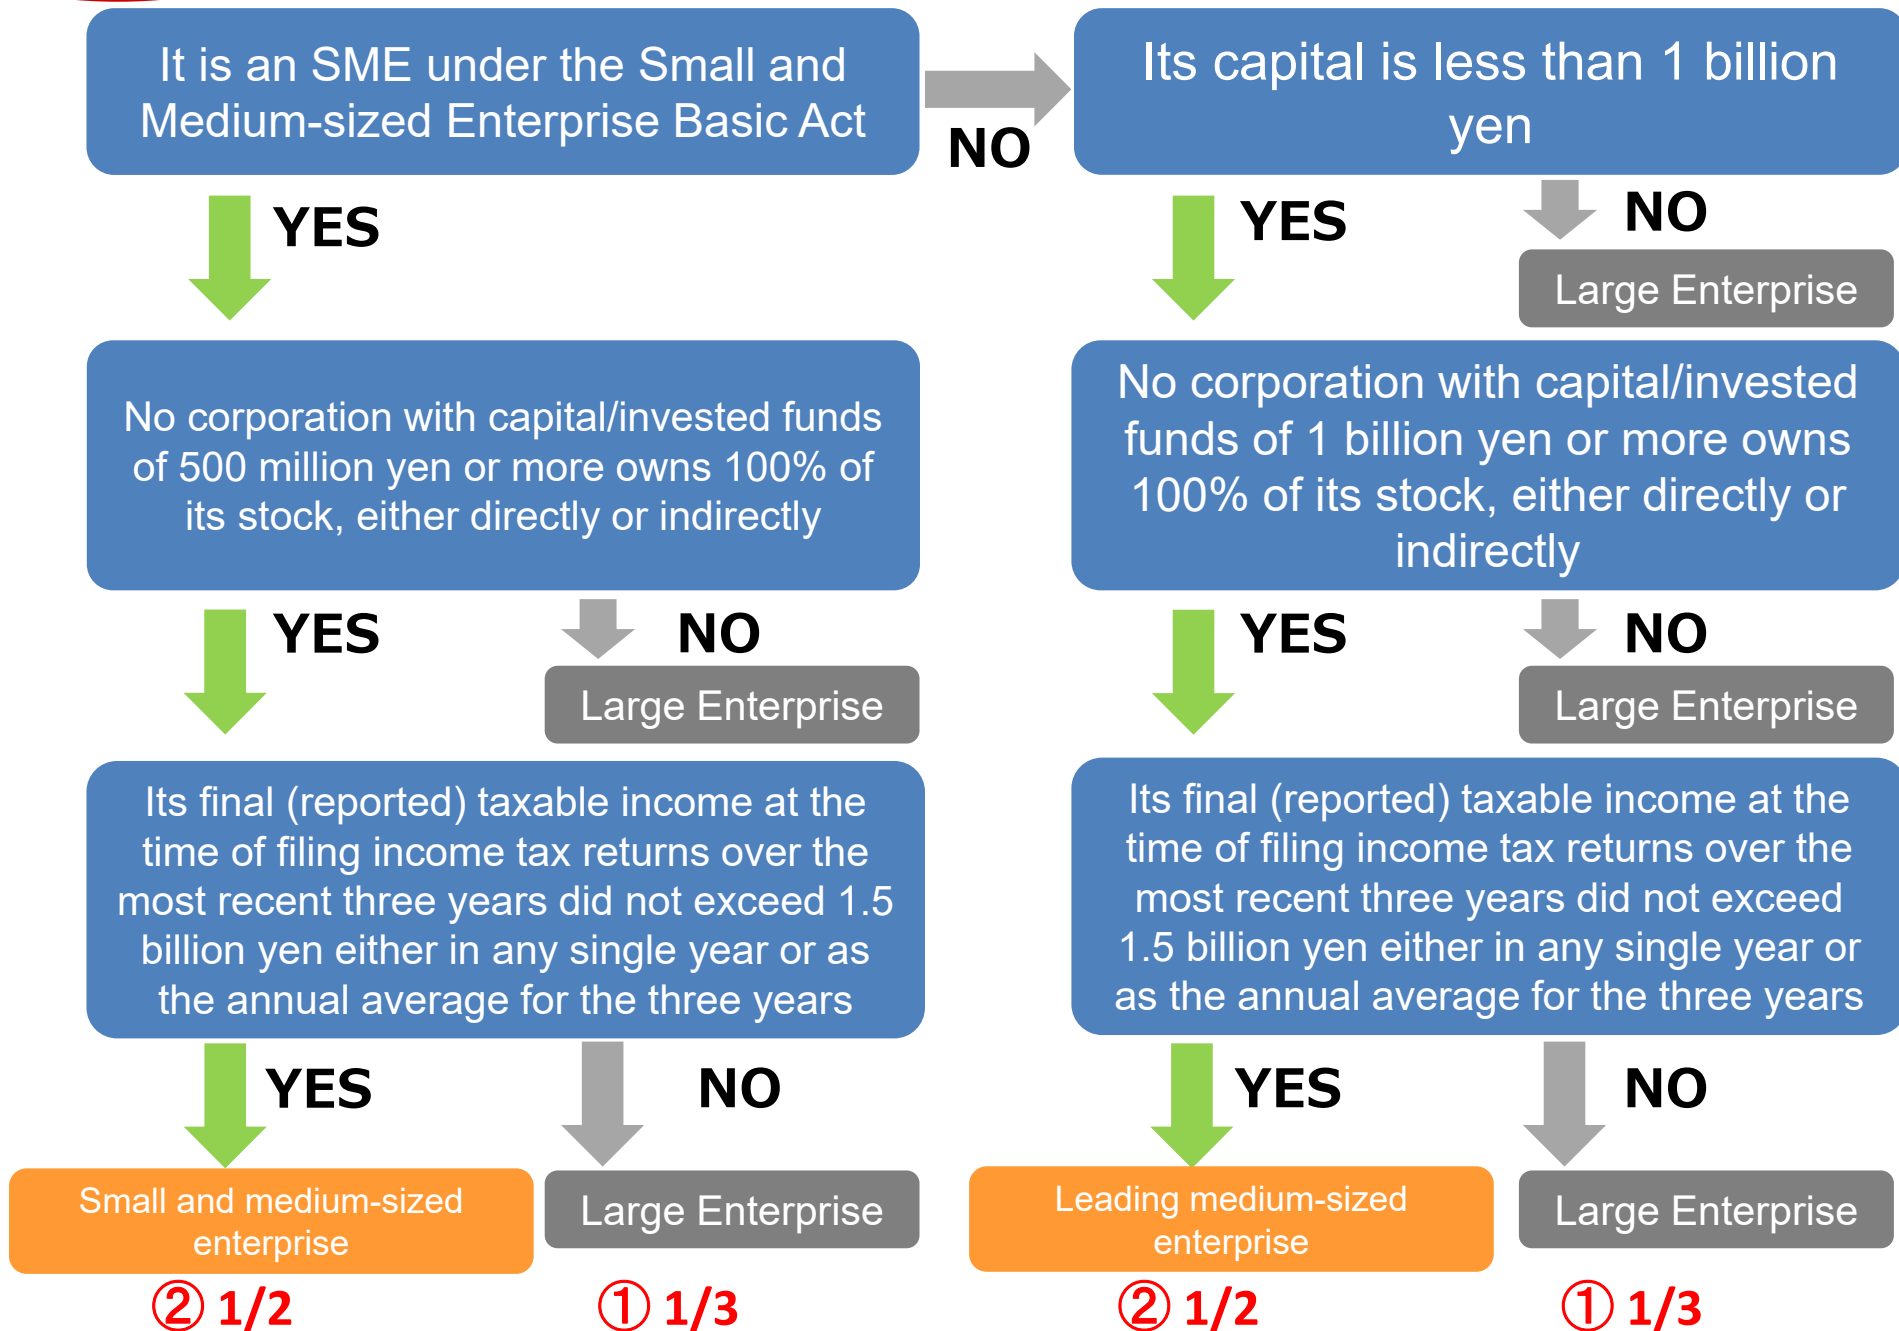 It is an SME under the Small and
Medium-sized Enterprise Basic Act
NO
Its capital is less than 1 billion
yen
YES
YES
NO
Large Enterprise
No corporation with capital/invested funds
of 500 million yen or more owns 100% of
its stock, either directly or indirectly
No corporation with capital/invested
funds of 1 billion yen or more owns
100% of its stock, either directly or
indirectly
YES
NO
Large Enterprise
YES
NO
Large Enterprise
Its final (reported) taxable income at the
time of filing income tax returns over the
most recent three years did not exceed 1.5
billion yen either in any single year or as
the annual average for the three years
Its final (reported) taxable income at the
time of filing income tax returns over the
most recent three years did not exceed
1.5 billion yen either in any single year or
as the annual average for the three years
YES
NO
YES
NO
Small and medium-sized
enterprise
Large Enterprise
Leading medium-sized
enterprise
Large Enterprise
② 1/2
① 1/3
② 1/2
① 1/3